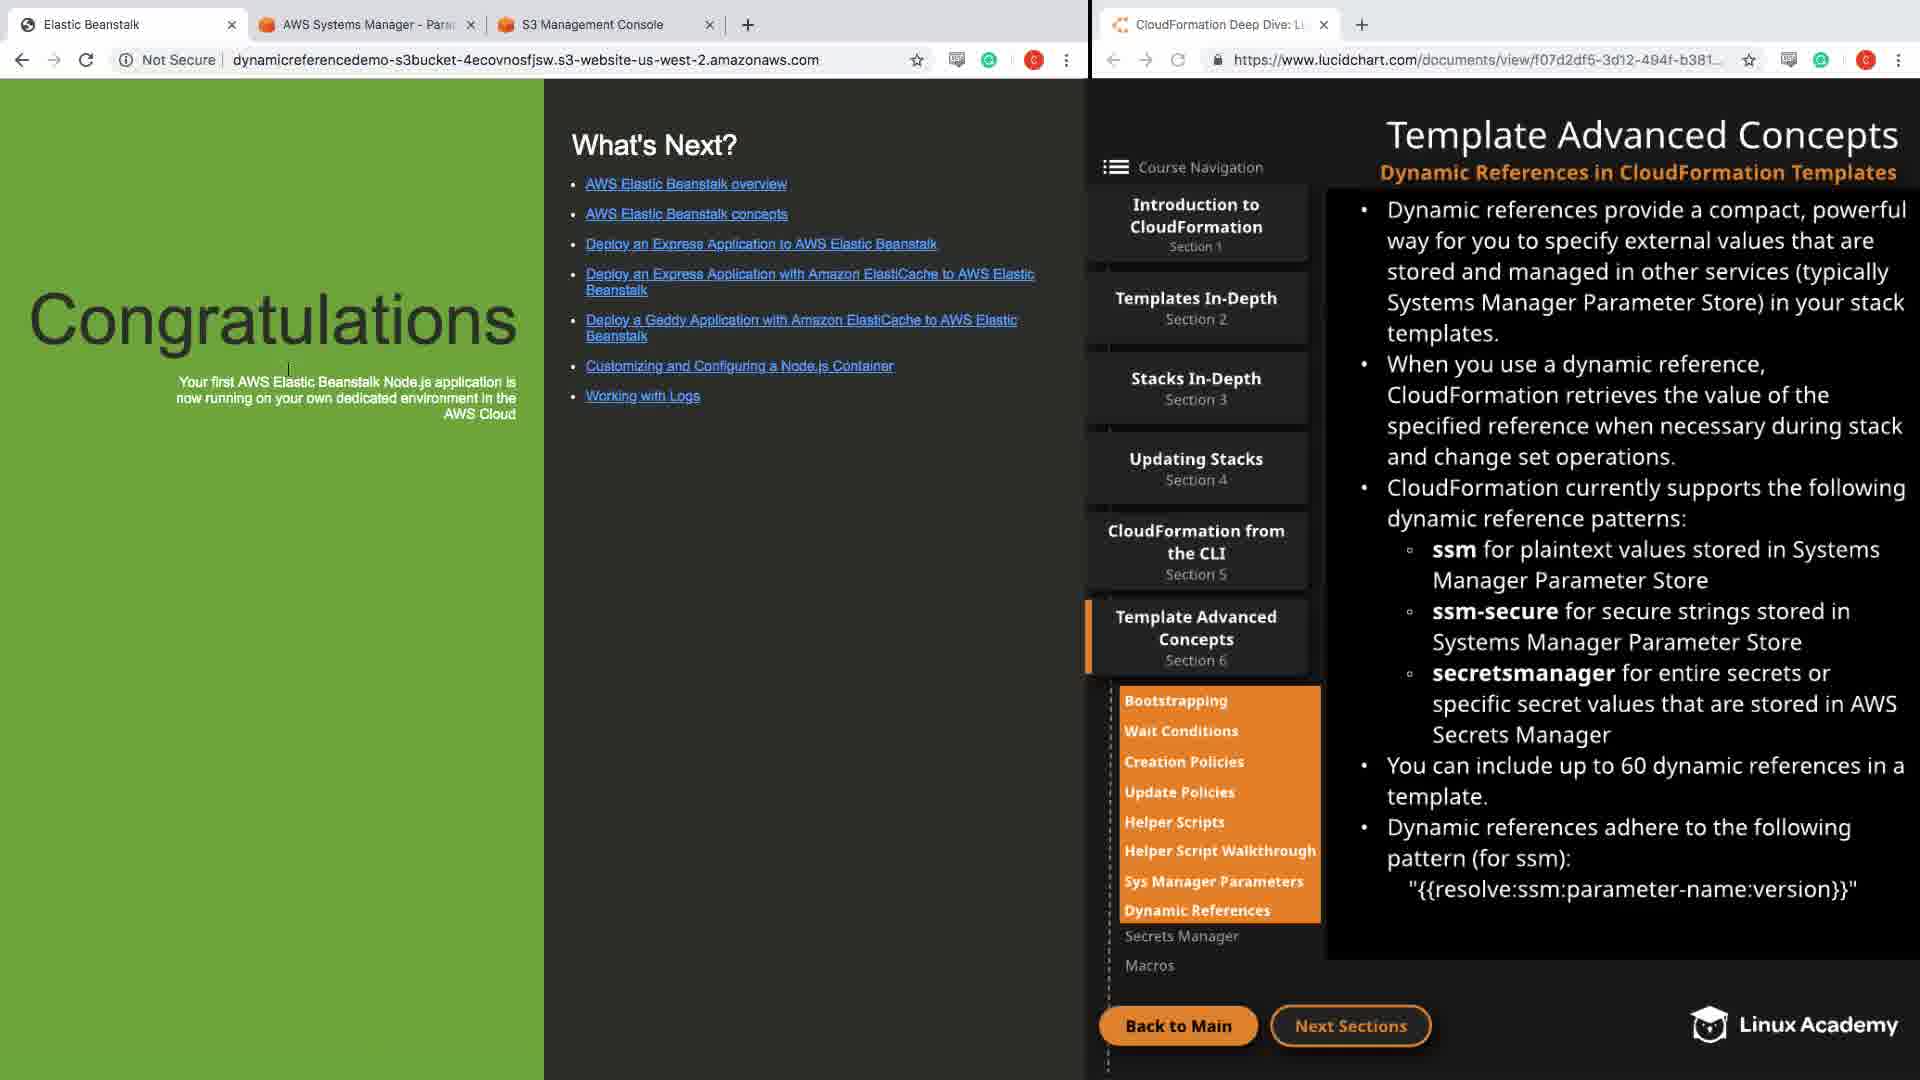 Elastic Beanstalk
AWS Systems Manager - Para
S3 Management Console
Not Secure
dynamicreferencedemo-s3bucket-4ecovnosfjsw.s3-website-us-west-2.amazonaws.com
C
Congratulations
Your first AWS Elastic Beanstalk Node.js application is
now running on your own dedicated environment in the
AWS Cloud
What's Next?
• AWS Elastic Beanstalk overview
• AWS Elastic Beanstalk concepts
• Deploy an Express Application to AWS Elastic Beanstalk
• Deploy an Express Application with Amazon ElastiCache to AWS Elastic
Beanstalk
• Deploy a Geddy Application with Amazon ElastiCache to AWS Elastic
Beanstalk
• Customizing and Configuring a Node.js Container
• Working with Logs
CloudFormation Deep Dive: Li
https://www.lucidchart.com/documents/view/f07d2df5-3d12-494f-b381...
C
Template Advanced Concepts
Dynamic References in CloudFormation Templates
Course Navigation
Introduction to
CloudFormation
Section 1
Templates In-Depth
Section 2
Stacks In-Depth
Section 3
Updating Stacks
Section 4
CloudFormation from
the CLI
Section 5
Template Advanced
Concepts
Section 6
Bootstrapping
Wait Conditions
Creation Policies
Update Policies
Helper Scripts
Helper Script Walkthrough
Sys Manager Parameters
Dynamic References
Secrets Manager
Macros
• Dynamic references provide a compact, powerful
way for you to specify external values that are
stored and managed in other services (typically
Systems Manager Parameter Store) in your stack
templates.
• When you use a dynamic reference,
CloudFormation retrieves the value of the
specified reference when necessary during stack
and change set operations.
• CloudFormation currently supports the following
dynamic reference patterns:
◦ ssm for plaintext values stored in Systems
Manager Parameter Store
◦ ssm-secure for secure strings stored in
Systems Manager Parameter Store
◦ secretsmanager for entire secrets or
specific secret values that are stored in AWS
Secrets Manager
• You can include up to 60 dynamic references in a
template.
• Dynamic references adhere to the following
pattern (for ssm):
"{{resolve:ssm:parameter-name:version}}"
Back to Main
Next Sections
Linux Academy